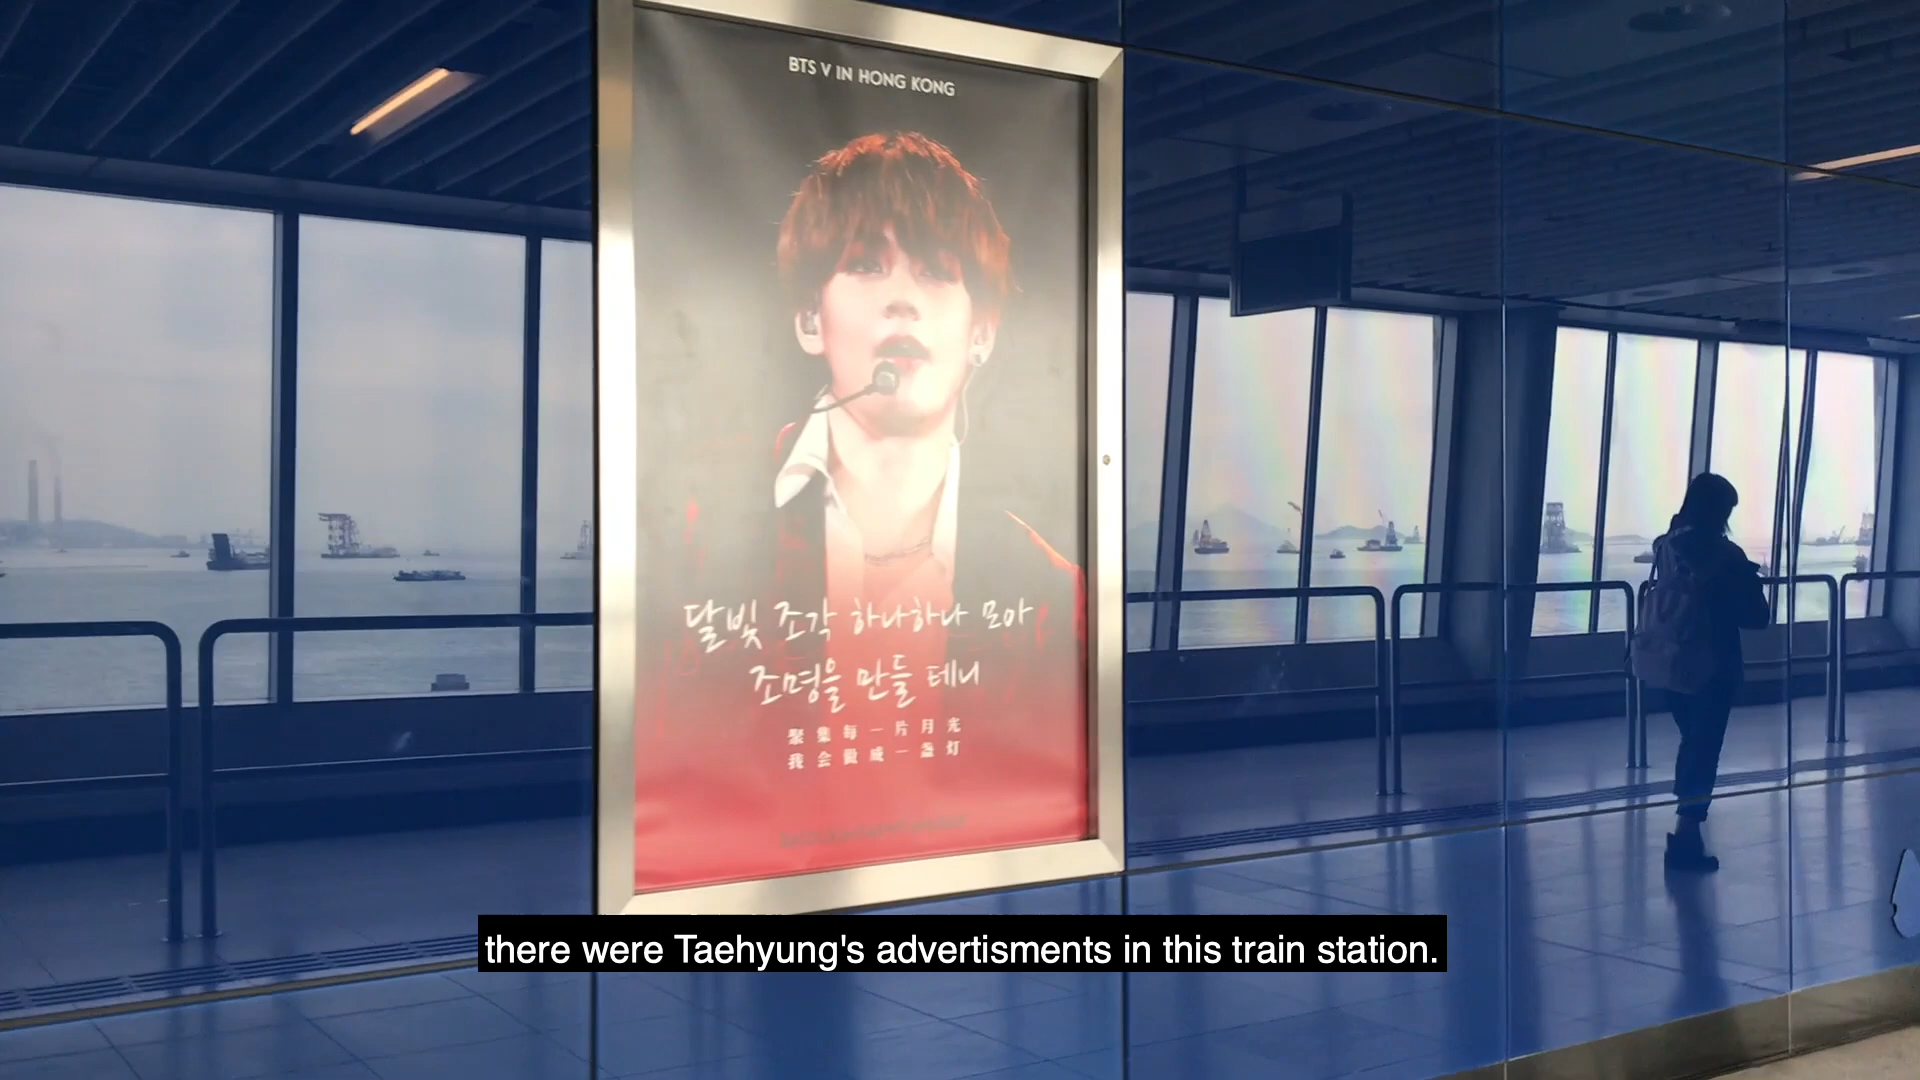 BTS V IN HONG KONG
달빛 조각 하나하나 모아
조명을 만들 테니
聚集每一片月光
我会做成一盏灯
there were Taehyung's advertisments in this train station.